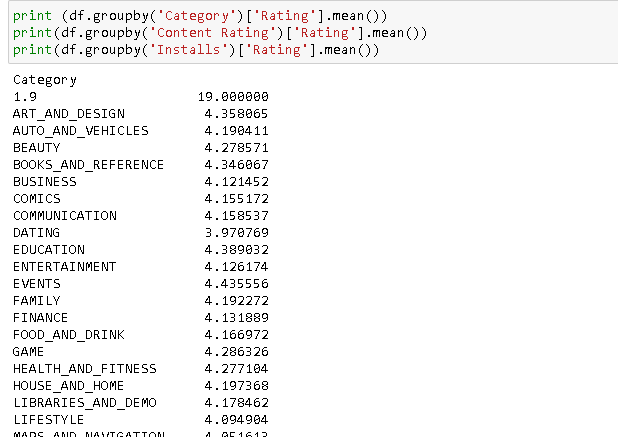 print (df.groupby('Category')['Rating'].mean())
print(df.groupby('Content Rating')['Rating'].mean())
print(df.groupby('Installs')['Rating'].mean())
Category
1.9 19.000000
ART_AND_DESIGN 4.358065
AUTO_AND_VEHICLES 4.190411
BEAUTY 4.278571
BOOKS_AND_REFERENCE 4.346067
BUSINESS 4.121452
COMICS 4.155172
COMMUNICATION 4.158537
DATING 3.970769
EDUCATION 4.389032
ENTERTAINMENT 4.126174
EVENTS 4.435556
FAMILY 4.192272
FINANCE 4.131889
FOOD_AND_DRINK 4.166972
GAME 4.286326
HEALTH_AND_FITNESS 4.277104
HOUSE_AND_HOME 4.197368
LIBRARIES_AND_DEMO 4.178462
LIFESTYLE 4.094904
MAPS_AND_NAVIGATION 4.051613